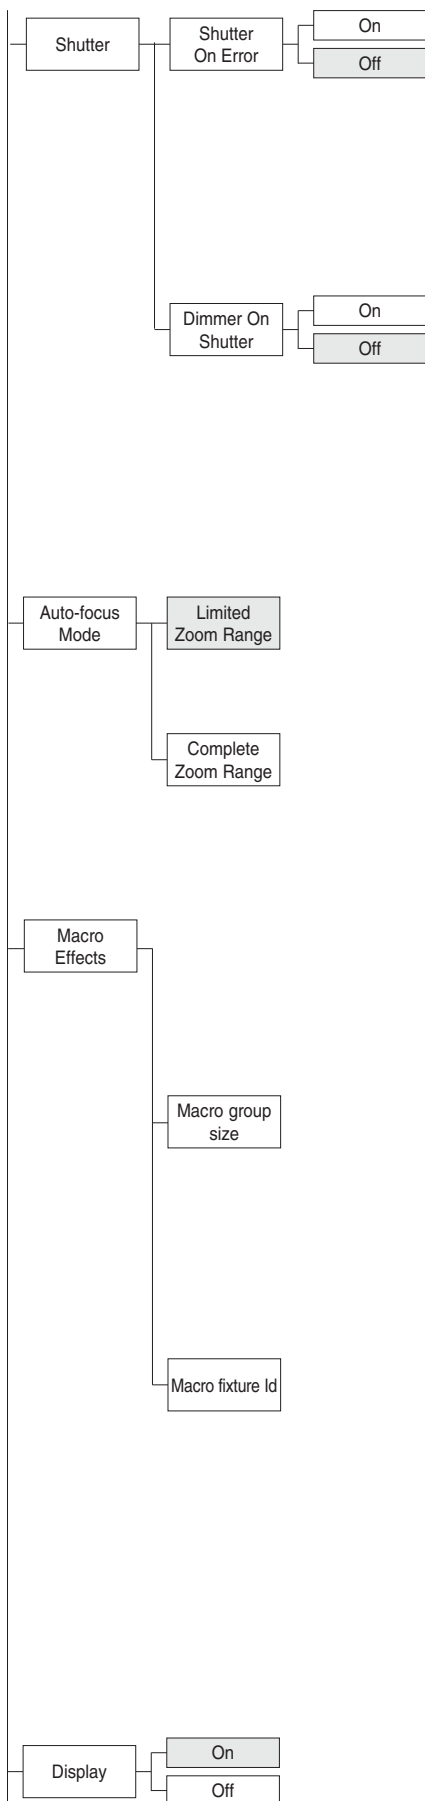 Shutter
Shutter
On Error
On
Off
Dimmer On
Shutter
On
Off
Auto-focus
Mode
Limited
Zoom Range
Complete
Zoom Range
Macro
Effects
Macro group
size
Macro fixture Id
Display
On
Off